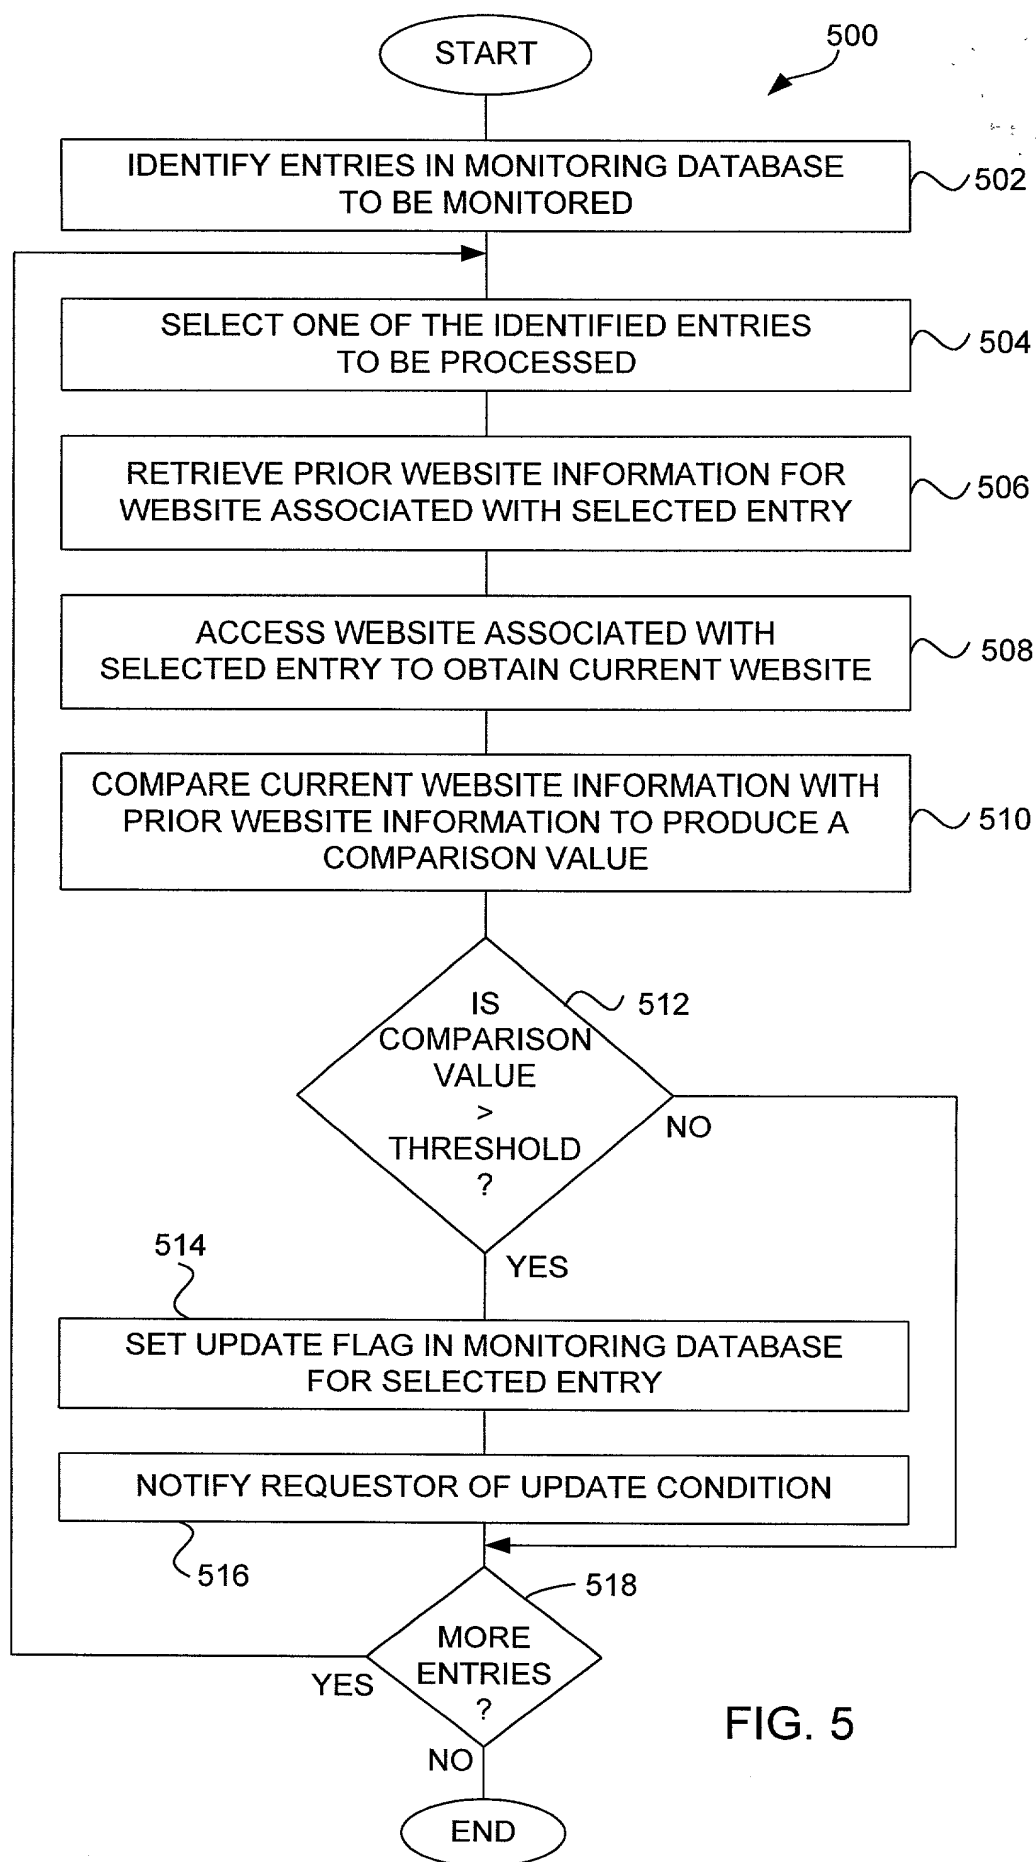 START
500
IDENTIFY ENTRIES IN MONITORING DATABASE
TO BE MONITORED
502
SELECT ONE OF THE IDENTIFIED ENTRIES
TO BE PROCESSED
504
RETRIEVE PRIOR WEBSITE INFORMATION FOR
WEBSITE ASSOCIATED WITH SELECTED ENTRY
506
ACCESS WEBSITE ASSOCIATED WITH
SELECTED ENTRY TO OBTAIN CURRENT WEBSITE
508
COMPARE CURRENT WEBSITE INFORMATION WITH
PRIOR WEBSITE INFORMATION TO PRODUCE A
COMPARISON VALUE
510
IS
COMPARISON
VALUE
>
THRESHOLD
?
512
NO
YES
514
SET UPDATE FLAG IN MONITORING DATABASE
FOR SELECTED ENTRY
NOTIFY REQUESTOR OF UPDATE CONDITION
516
518
MORE
ENTRIES
?
YES
NO
FIG. 5
END